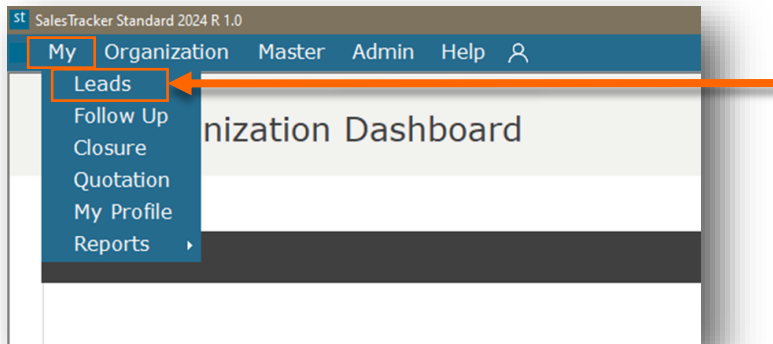 st SalesTracker Standard 2024 R 1.0
My Organization Master Admin Help
Leads
Follow Up
nization Dashboard
Closure
Quotation
My Profile
Reports